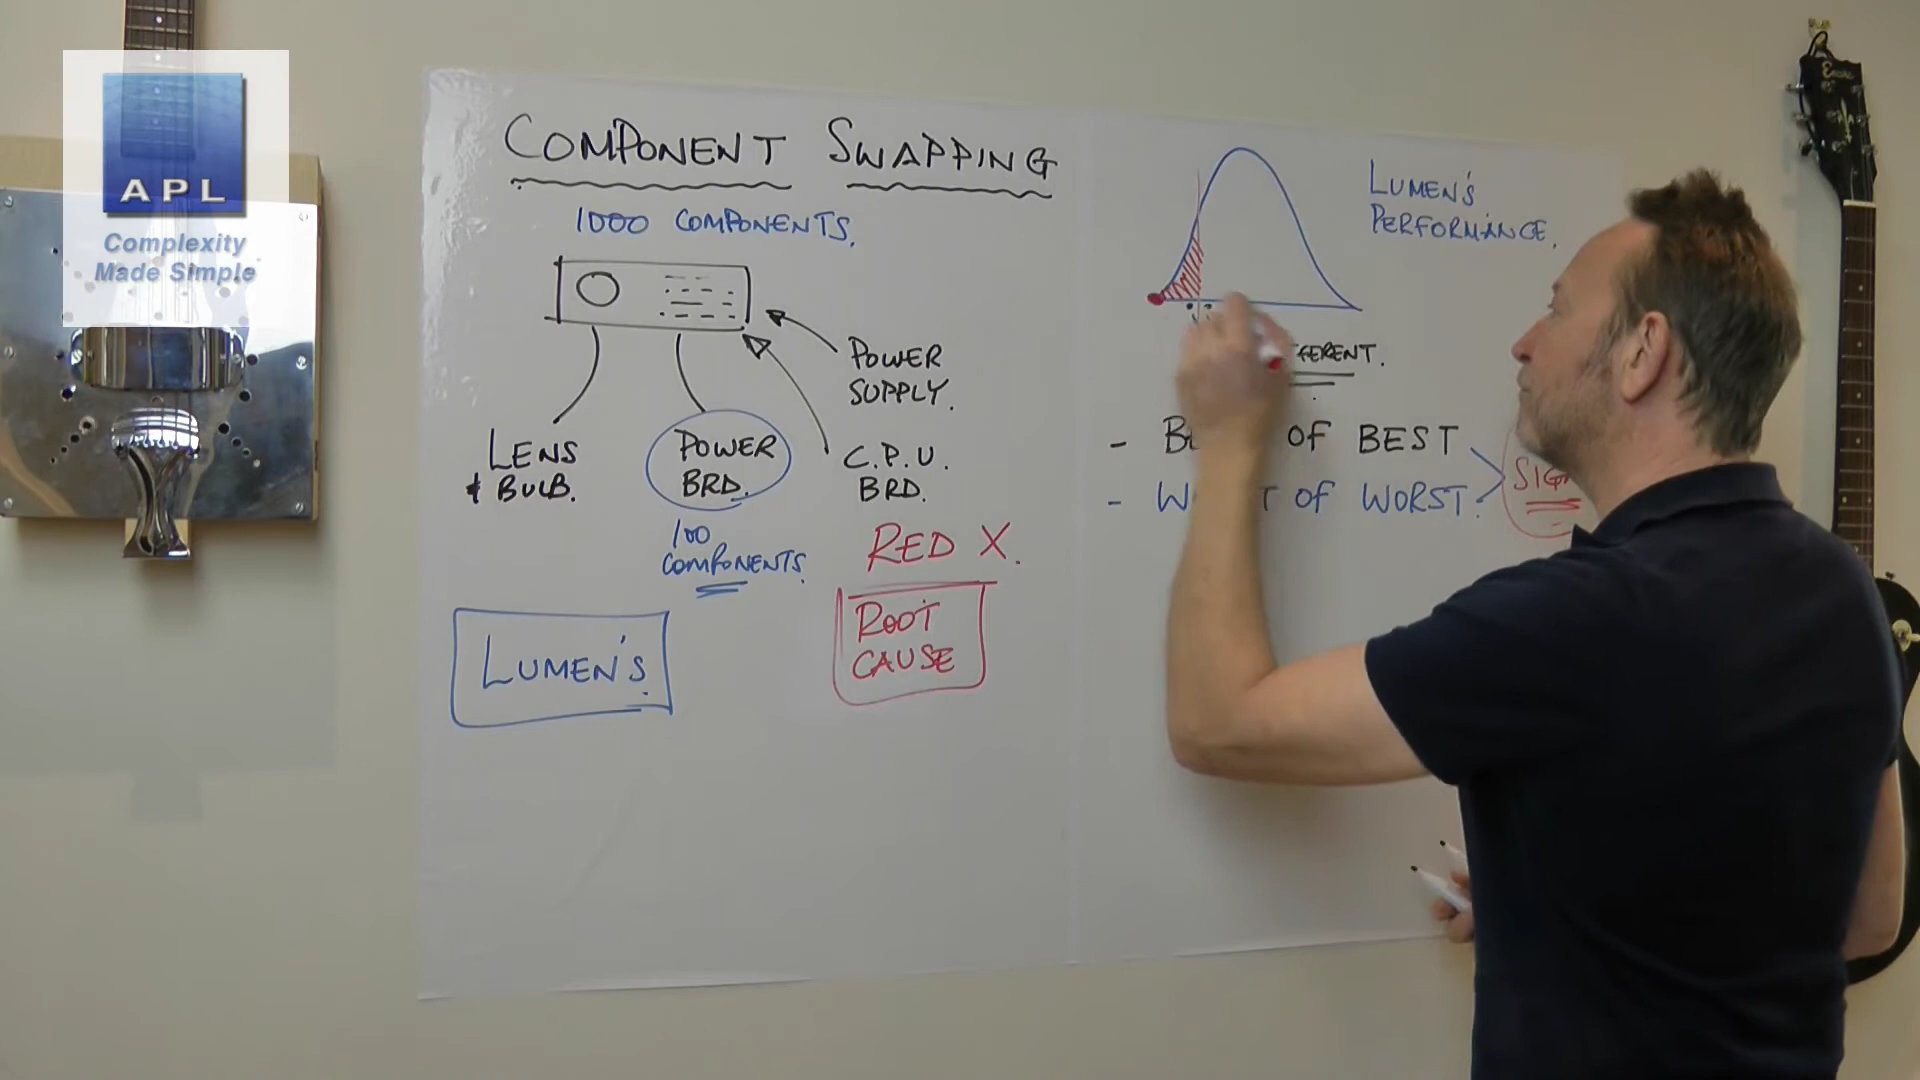 APL
Complexity
Made Simple
COMPONENT SWAPPING
1000 COMPONENTS.
POWER
SUPPLY.
LENS
& BULB.
POWER
BRD.
C.P.U.
BRD.
100
COMPONENTS.
RED X.
ROOT
CAUSE
LUMEN'S.
LUMEN'S
PERFORMANCE.
- OF BEST
- OF WORST.